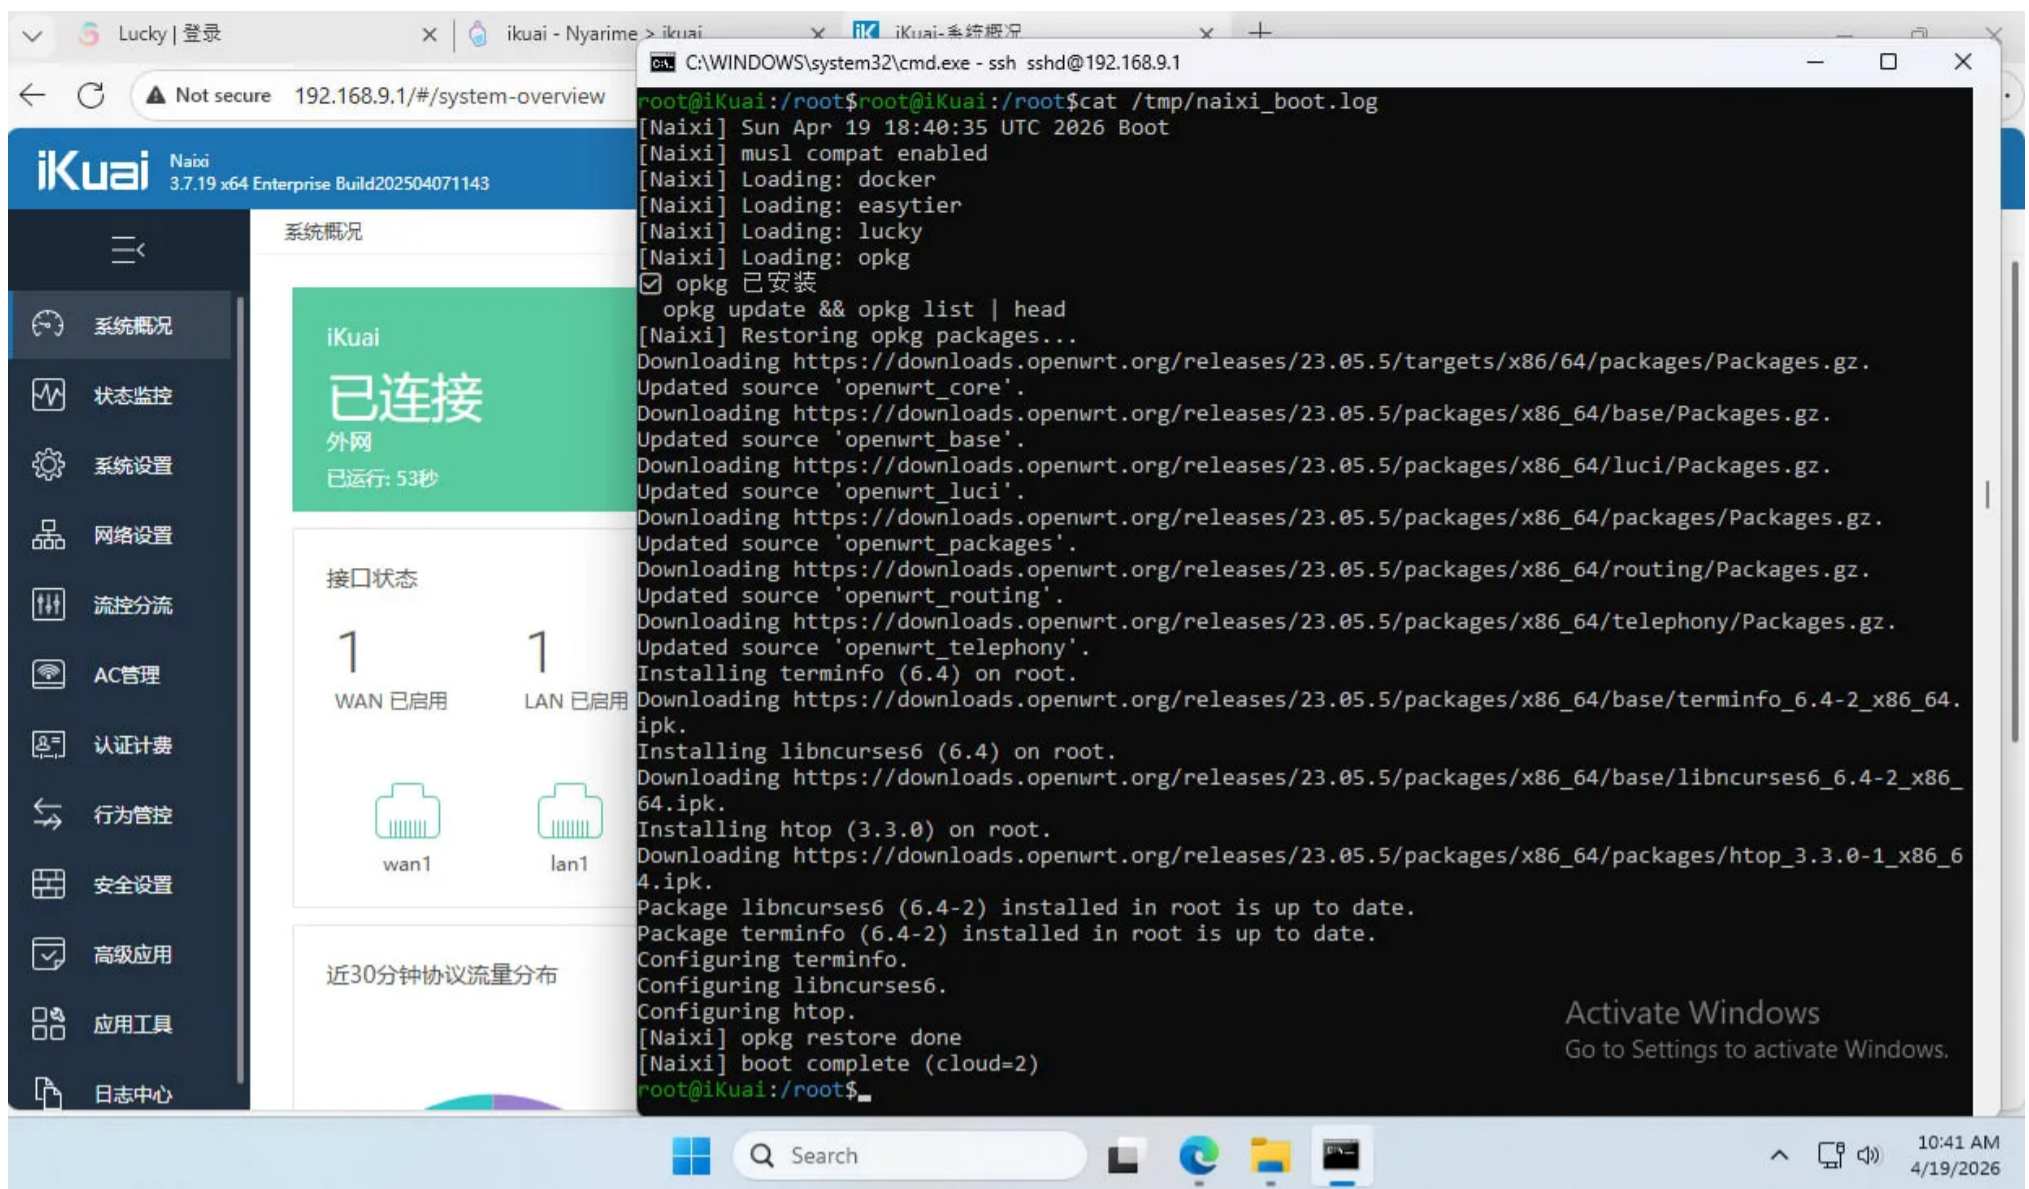 Lucky | 登录
ikuai - Nyarime > ikuai
iKuai-系统概况
Not secure 192.168.9.1/#/system-overview
iKuai Naixi
3.7.19 x64 Enterprise Build202504071143
系统概况
状态监控
系统设置
网络设置
流控分流
AC管理
认证计费
行为管控
安全设置
高级应用
应用工具
日志中心
系统概况
iKuai
已连接
外网
已运行: 53秒
接口状态
1 1
WAN 已启用 LAN 已启用
wan1 lan1
近30分钟协议流量分布
C:\WINDOWS\system32\cmd.exe - ssh sshd@192.168.9.1
root@iKuai:/root$root@iKuai:/root$cat /tmp/naixi_boot.log
[Naixi] Sun Apr 19 18:40:35 UTC 2026 Boot
[Naixi] musl compat enabled
[Naixi] Loading: docker
[Naixi] Loading: easytier
[Naixi] Loading: lucky
[Naixi] Loading: opkg
☑ opkg 已安装
opkg update && opkg list | head
[Naixi] Restoring opkg packages...
Downloading https://downloads.openwrt.org/releases/23.05.5/targets/x86/64/packages/Packages.gz.
Updated source 'openwrt_core'.
Downloading https://downloads.openwrt.org/releases/23.05.5/packages/x86_64/base/Packages.gz.
Updated source 'openwrt_base'.
Downloading https://downloads.openwrt.org/releases/23.05.5/packages/x86_64/luci/Packages.gz.
Updated source 'openwrt_luci'.
Downloading https://downloads.openwrt.org/releases/23.05.5/packages/x86_64/packages/Packages.gz.
Updated source 'openwrt_packages'.
Downloading https://downloads.openwrt.org/releases/23.05.5/packages/x86_64/routing/Packages.gz.
Updated source 'openwrt_routing'.
Downloading https://downloads.openwrt.org/releases/23.05.5/packages/x86_64/telephony/Packages.gz.
Updated source 'openwrt_telephony'.
Installing terminfo (6.4) on root.
Downloading https://downloads.openwrt.org/releases/23.05.5/packages/x86_64/base/terminfo_6.4-2_x86_64.
ipk.
Installing libncurses6 (6.4) on root.
Downloading https://downloads.openwrt.org/releases/23.05.5/packages/x86_64/base/libncurses6_6.4-2_x86_
64.ipk.
Installing htop (3.3.0) on root.
Downloading https://downloads.openwrt.org/releases/23.05.5/packages/x86_64/packages/htop_3.3.0-1_x86_6
4.ipk.
Package libncurses6 (6.4-2) installed in root is up to date.
Package terminfo (6.4-2) installed in root is up to date.
Configuring terminfo.
Configuring libncurses6.
Configuring htop.
[Naixi] opkg restore done
[Naixi] boot complete (cloud=2)
root@iKuai:/root$
Activate Windows
Go to Settings to activate Windows.
Search
10:41 AM
4/19/2026